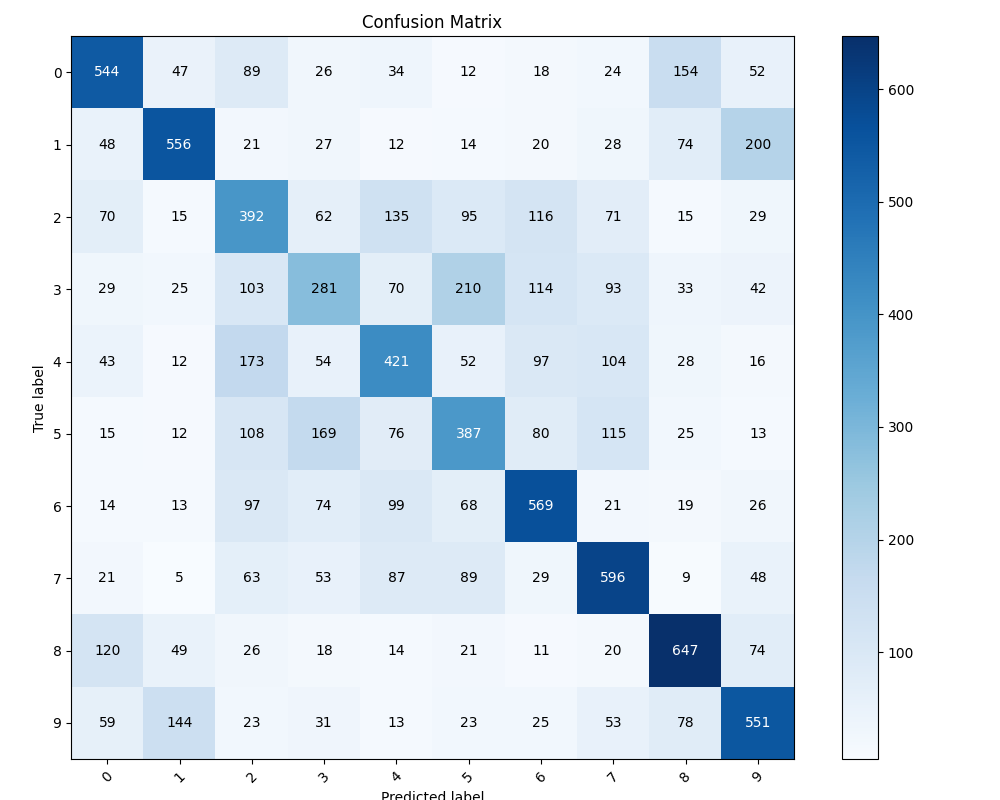 Confusion Matrix
0 544 47 89 26 34 12 18 24 154 52
1 48 556 21 27 12 14 20 28 74 200
2 70 15 392 62 135 95 116 71 15 29
3 29 25 103 281 70 210 114 93 33 42
4 43 12 173 54 421 52 97 104 28 16
5 15 12 108 169 76 387 80 115 25 13
6 14 13 97 74 99 68 569 21 19 26
7 21 5 63 53 87 89 29 596 9 48
8 120 49 26 18 14 21 11 20 647 74
9 59 144 23 31 13 23 25 53 78 551
0 1 2 3 4 5 6 7 8 9
True label
Predicted label
600
500
400
300
200
100